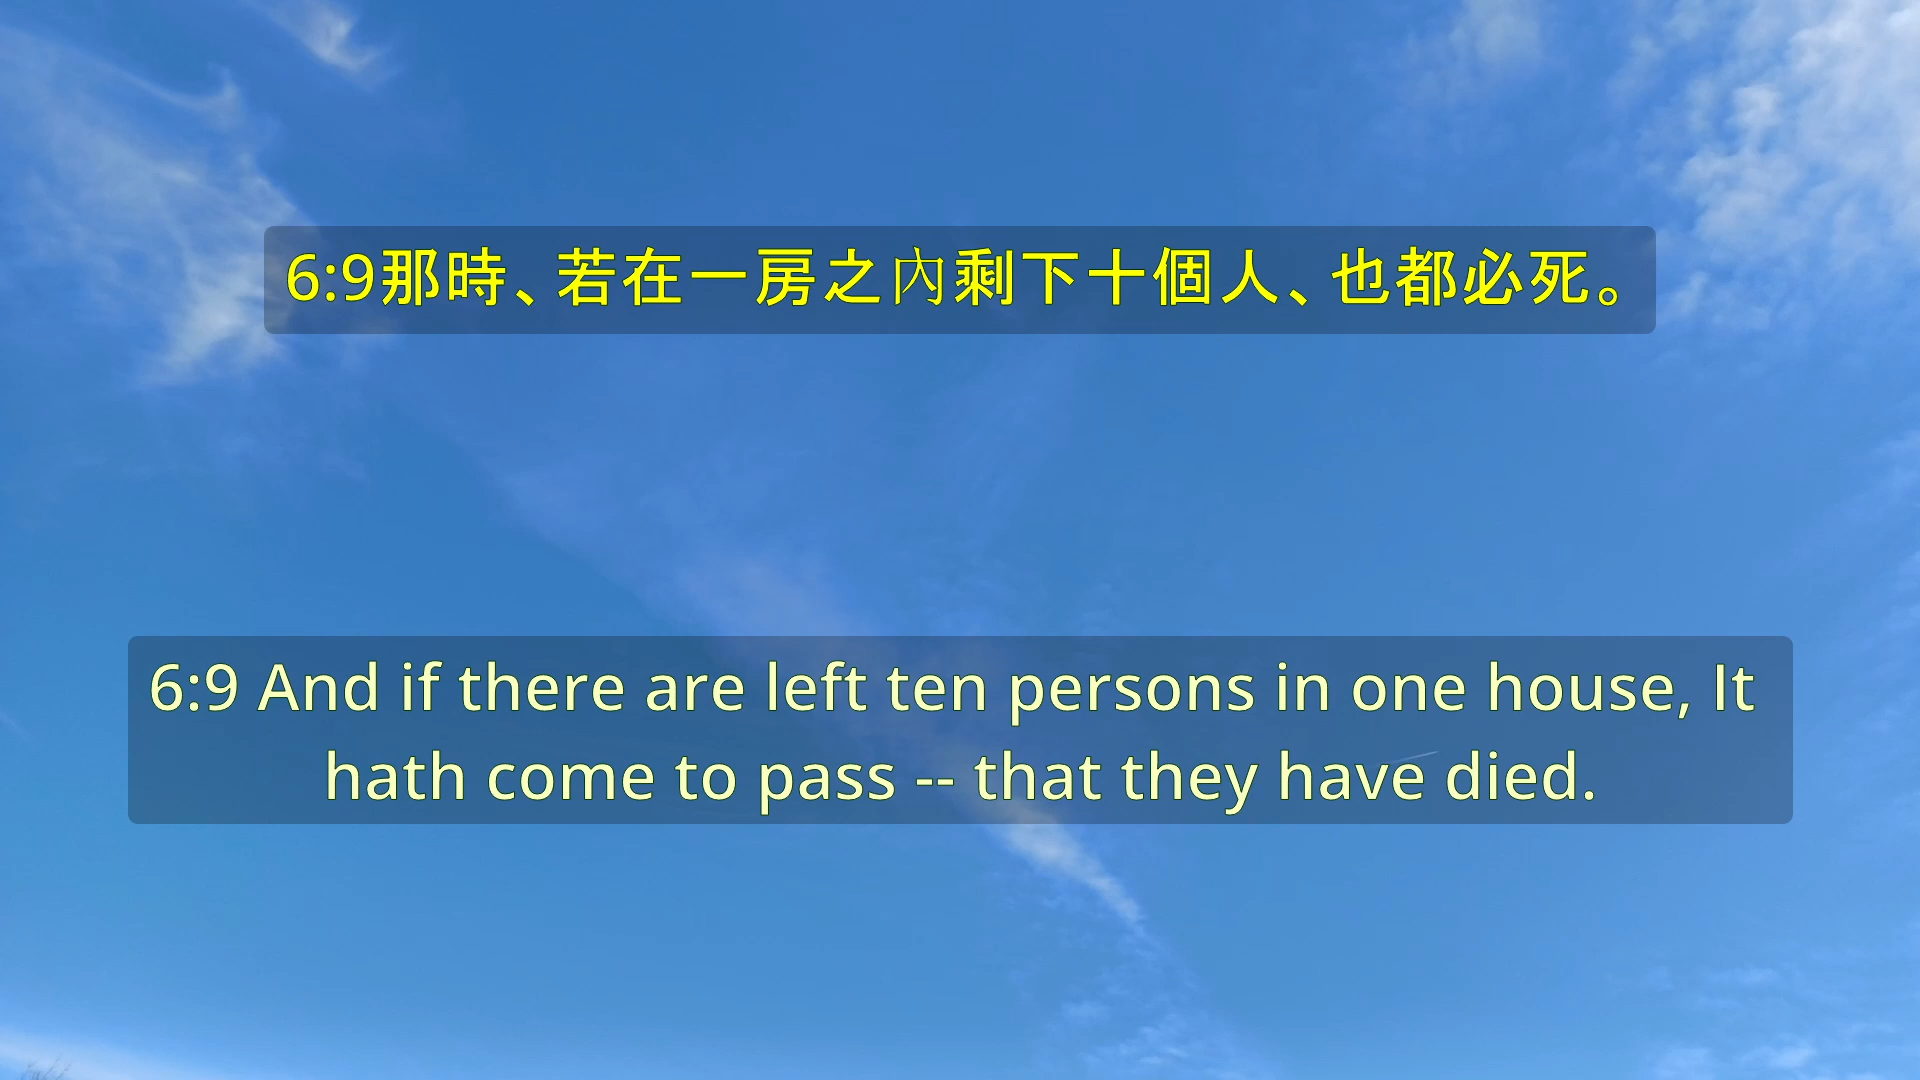 6:9那時、若在一房之內剩下十個人、也都必死。
6:9 And if there are left ten persons in one house, It
hath come to pass -- that they have died.